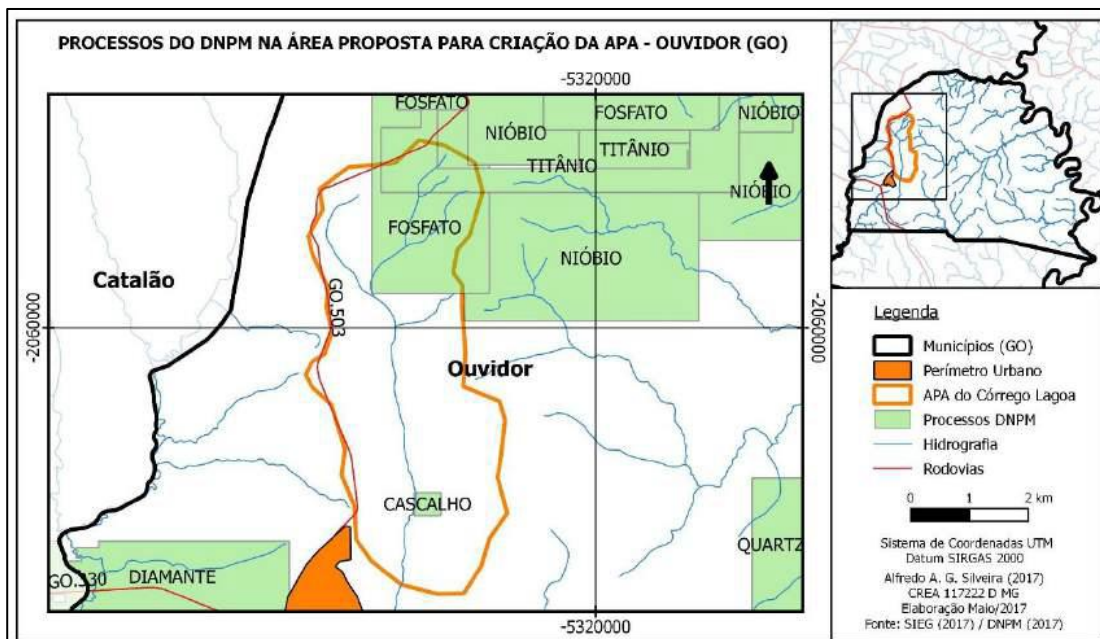 PROCESSOS DO DNPM NA ÁREA PROPOSTA PARA CRIAÇÃO DA APA - OUVIDOR (GO)
-5320000
FOSFATO
FOSFATO
NIÓBIO
NIÓBIO
TITÂNIO
TITÂNIO
NIÓBIO
FOSFATO
NIÓBIO
Catalão
GO.503
-2060000
-2060000
Ouvidor
CASCALHO
QUARTZ
GO.330
DIAMANTE
-5320000
Legenda
Municípios (GO)
Perímetro Urbano
APA do Córrego Lagoa
Processos DNPM
Hidrografia
Rodovias
0 1 2 km
Sistema de Coordenadas UTM
Datum SIRGAS 2000
Alfredo A. G. Silveira (2017)
CREA 117222 D MG
Elaboração Maio/2017
Fonte: SIEG (2017) / DNPM (2017)